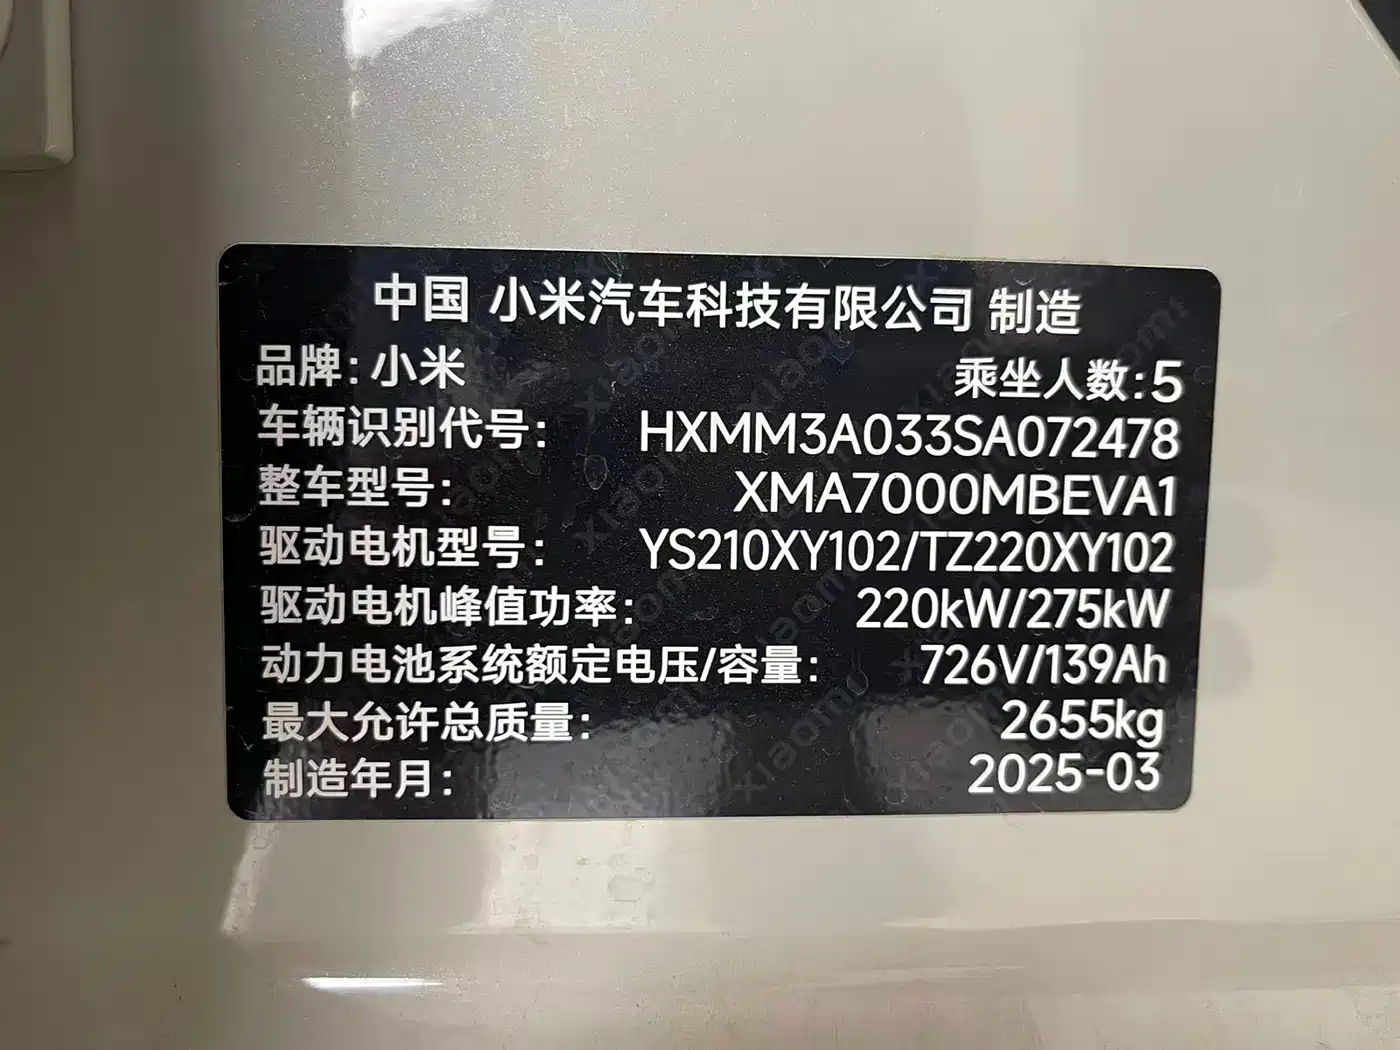 中国 小米汽车科技有限公司 制造
品牌:小米 乘坐人数:5
车辆识别代号: HXMM3A033SA072478
整车型号: XMA7000MBEVA1
驱动电机型号: YS210XY102/TZ220XY102
驱动电机峰值功率: 220kW/275kW
动力电池系统额定电压/容量: 726V/139Ah
最大允许总质量: 2655kg
制造年月: 2025-03